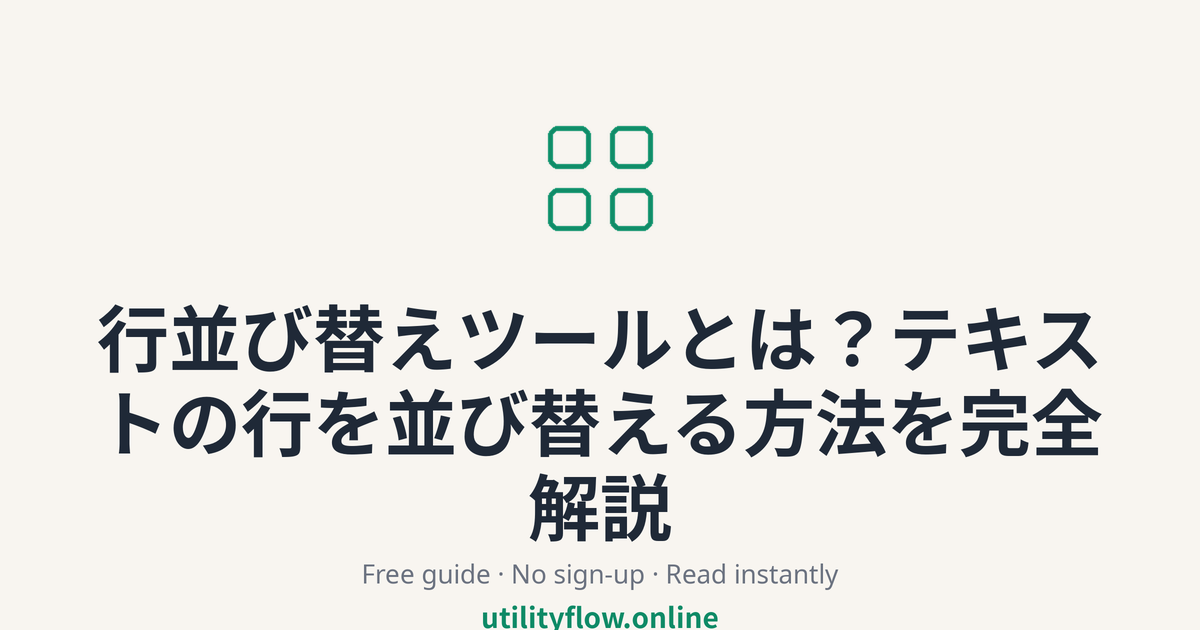 行並び替えツールとは？テキス
トの行を並び替える方法を完全
解説
Free guide · No sign-up · Read instantly
utilityflow.online